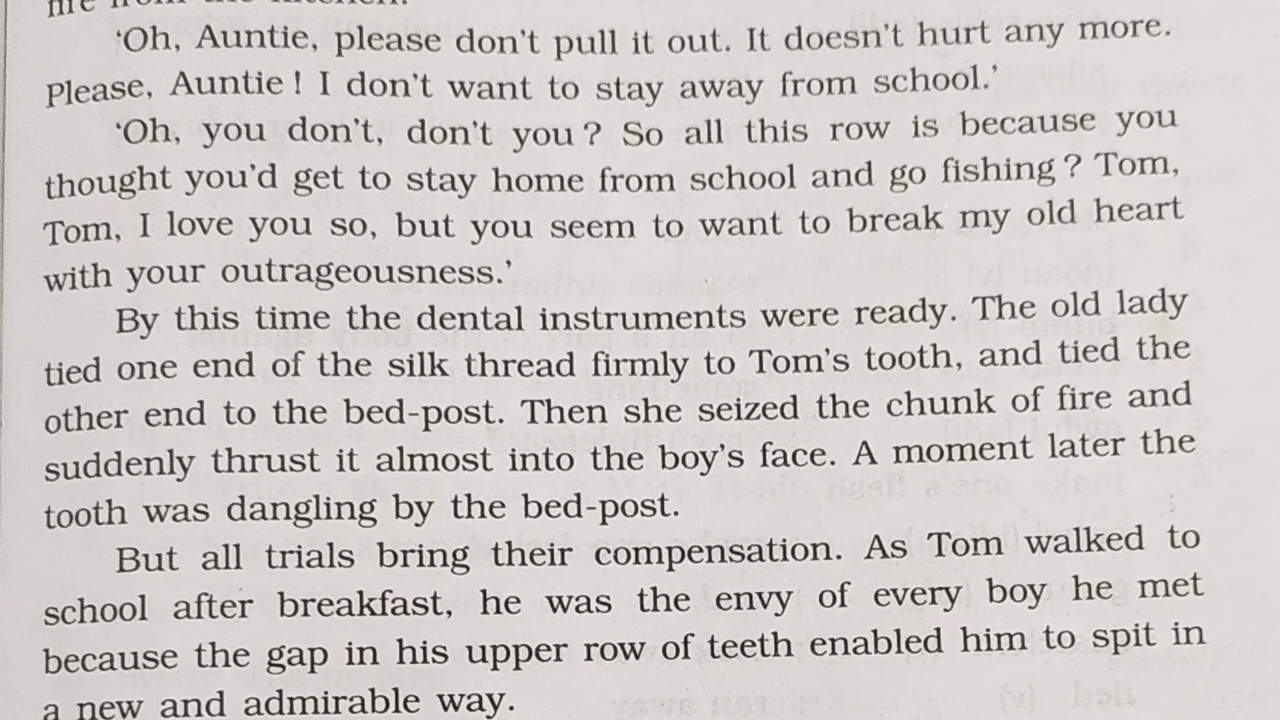 ‘Oh, Auntie, please don’t pull it out. It doesn’t hurt any more.
Please, Auntie ! I don’t want to stay away from school.’
‘Oh, you don’t, don’t you ? So all this row is because you
thought you’d get to stay home from school and go fishing ? Tom,
Tom, I love you so, but you seem to want to break my old heart
with your outrageousness.’
By this time the dental instruments were ready. The old lady
tied one end of the silk thread firmly to Tom’s tooth, and tied the
other end to the bed-post. Then she seized the chunk of fire and
suddenly thrust it almost into the boy’s face. A moment later the
tooth was dangling by the bed-post.
But all trials bring their compensation. As Tom walked to
school after breakfast, he was the envy of every boy he met
because the gap in his upper row of teeth enabled him to spit in
a new and admirable way.